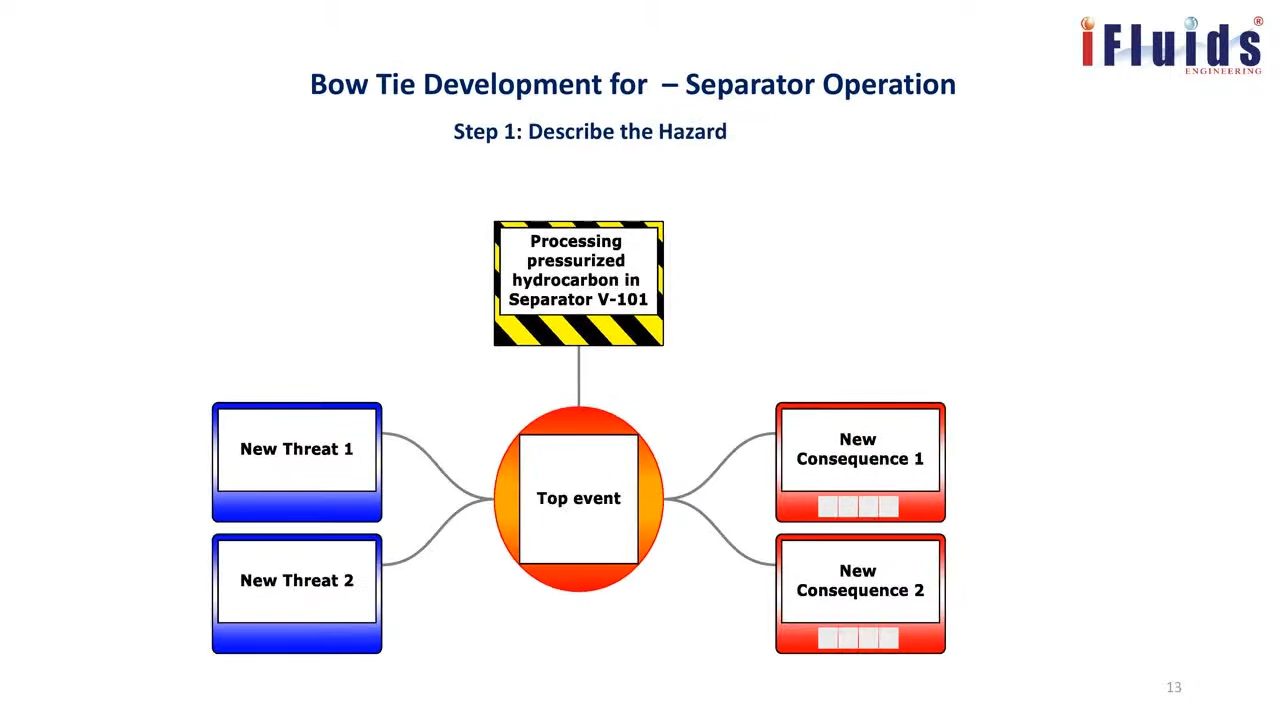 iFluids®
ENGINEERING
Bow Tie Development for – Separator Operation
Step 1: Describe the Hazard
Processing
pressurized
hydrocarbon in
Separator V-101
New Threat 1
Top event
New
Consequence 1
New Threat 2
New
Consequence 2
13